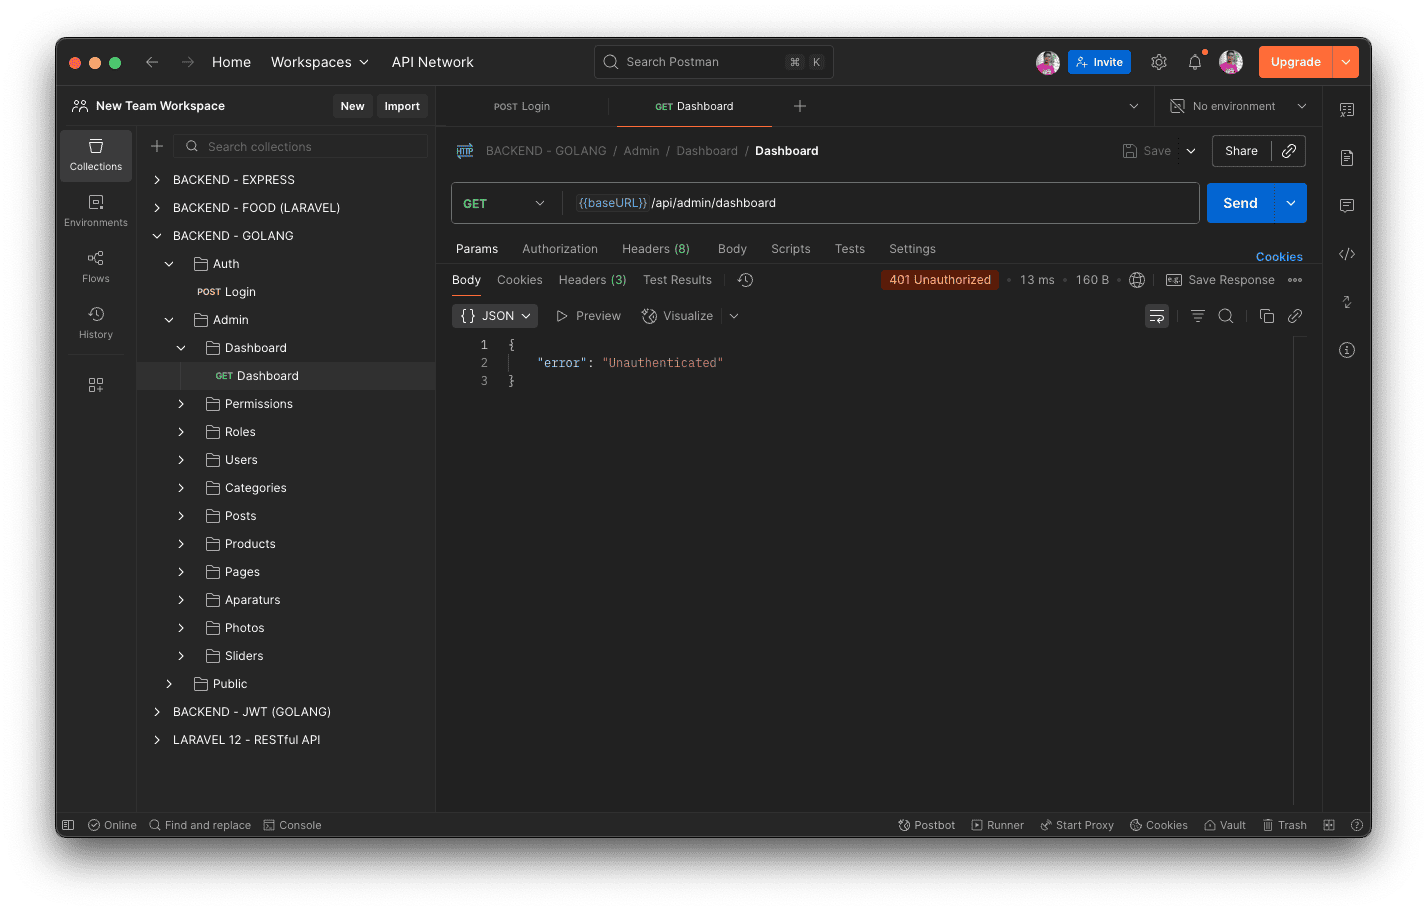 Home Workspaces API Network Search Postman ⌘ K Invite Upgrade
New Team Workspace New Import
POST Login GET Dashboard No environment
Collections
Environments
Flows
History
Search collections
BACKEND - EXPRESS
BACKEND - FOOD (LARAVEL)
BACKEND - GOLANG
Auth
POST Login
Admin
Dashboard
GET Dashboard
Permissions
Roles
Users
Categories
Posts
Products
Pages
Aparaturs
Photos
Sliders
Public
BACKEND - JWT (GOLANG)
LARAVEL 12 - RESTful API
HTTP BACKEND - GOLANG / Admin / Dashboard / Dashboard Save Share
GET {{baseURL}} /api/admin/dashboard Send
Params Authorization Headers (8) Body Scripts Tests Settings Cookies
Body Cookies Headers (3) Test Results 401 Unauthorized • 13 ms • 160 B e.g. Save Response
{ } JSON Preview Visualize
1 {
2 "error": "Unauthenticated"
3 }
Online Find and replace Console Postbot Runner Start Proxy Cookies Vault Trash